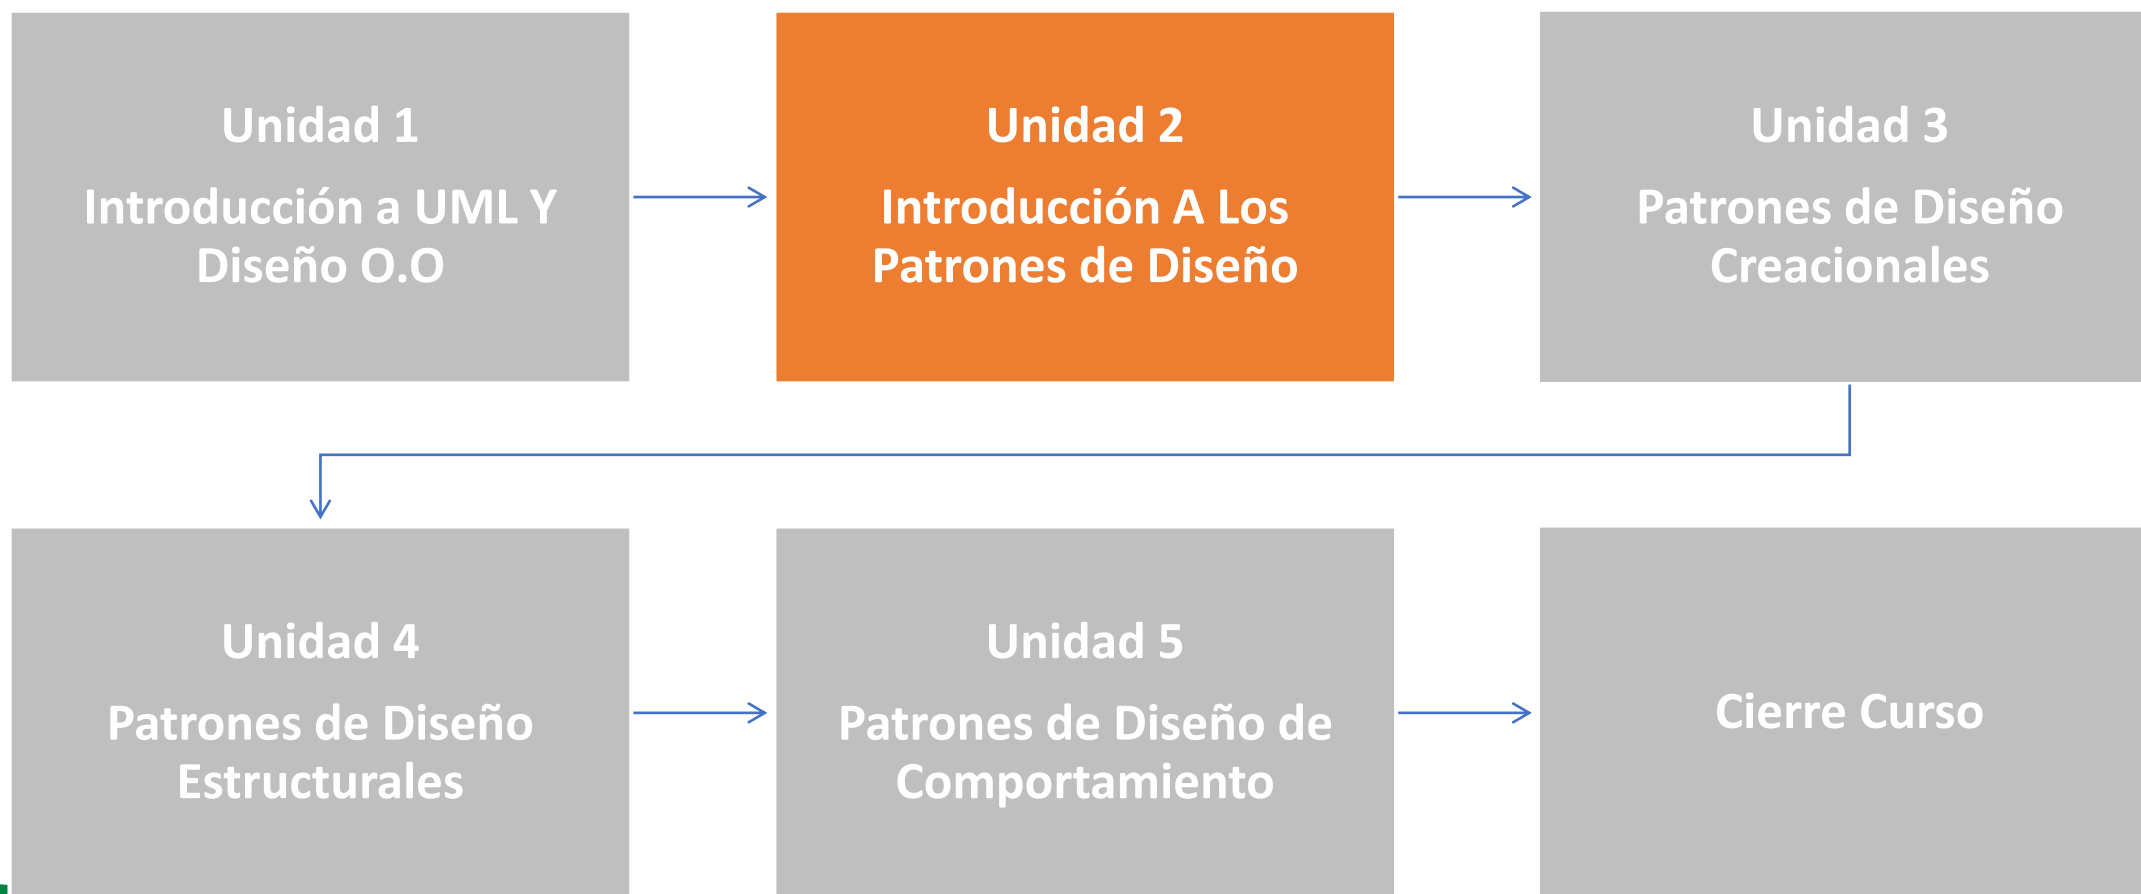 Unidad 1
Introducción a UML Y
Diseño O.O
Unidad 2
Introducción A Los
Patrones de Diseño
Unidad 3
Patrones de Diseño
Creacionales
Unidad 4
Patrones de Diseño
Estructurales
Unidad 5
Patrones de Diseño de
Comportamiento
Cierre Curso